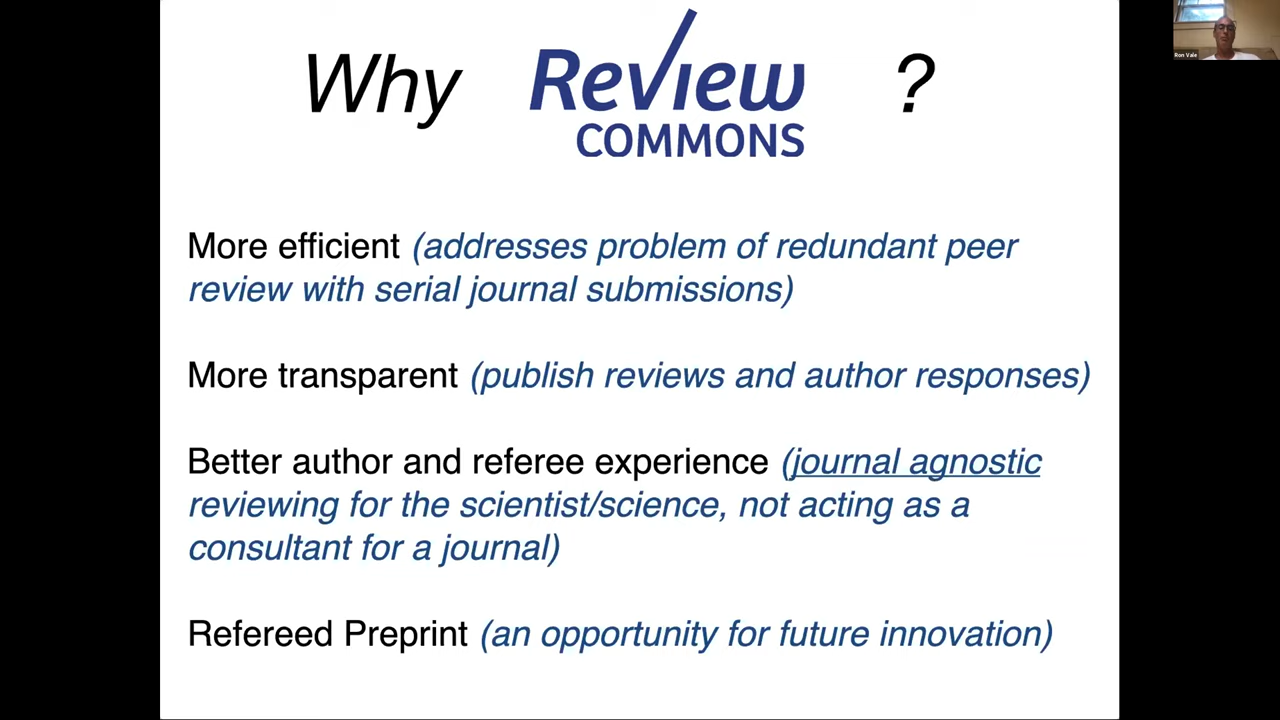 Why Review COMMONS ?
More efficient (addresses problem of redundant peer
review with serial journal submissions)
More transparent (publish reviews and author responses)
Better author and referee experience (journal agnostic
reviewing for the scientist/science, not acting as a
consultant for a journal)
Refereed Preprint (an opportunity for future innovation)
Ron Vale